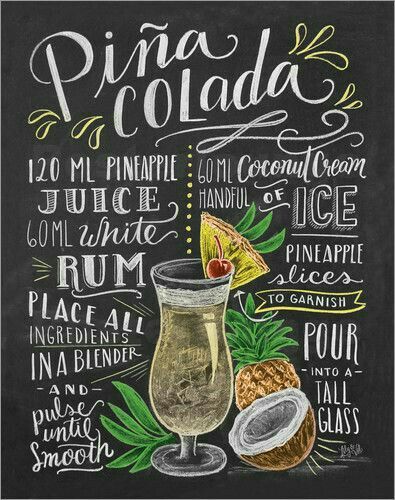 Piña
COLada
120 ML PINEAPPLE
JUICE
60 ML White
RUM
60 ML Coconut Cream
HANDFUL OF
ICE
PINEAPPLE
slices
TO GARNISH
PLACE ALL
INGREDIENTS
IN A BLENDER
- AND -
pulse
until
Smooth
POUR
- INTO A -
TALL
GLASS